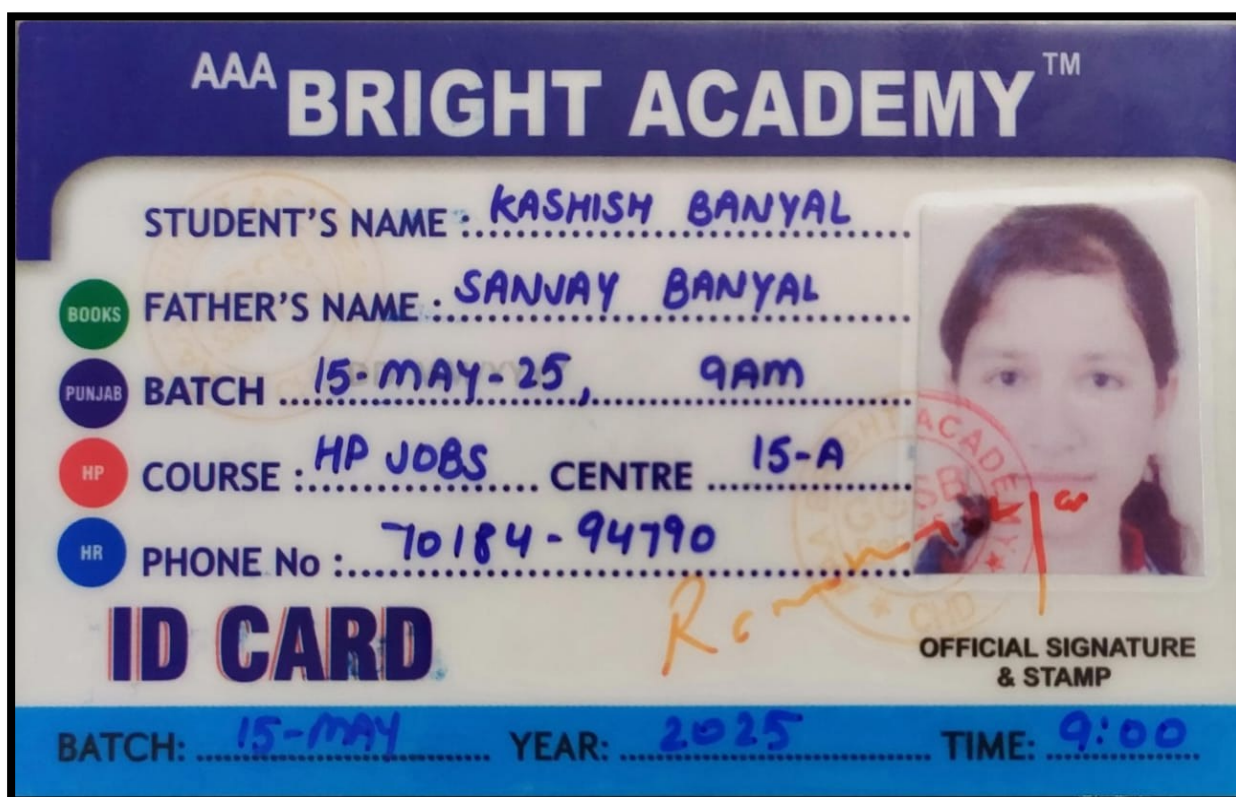 AAA BRIGHT ACADEMY™
STUDENT'S NAME : KASHISH BANYAL
BOOKS FATHER'S NAME : SANJAY BANYAL
PUNJAB BATCH 15-MAY-25, 9AM
HP COURSE : HP JOBS CENTRE 15-A
HR PHONE No : 70184-94790
ID CARD
OFFICIAL SIGNATURE
& STAMP
BATCH: 15-MAY YEAR: 2025 TIME: 9:00